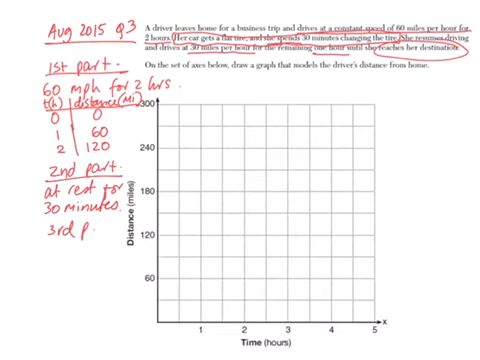 Aug 2015 Q3
A driver leaves home for a business trip and drives at a constant speed of 60 miles per hour for
2 hours. Her car gets a flat tire, and she spends 30 minutes changing the tire. She resumes driving
and drives at 30 miles per hour for the remaining one hour until she reaches her destination.
On the set of axes below, draw a graph that models the driver's distance from home.
1st part.
60 mph for 2 hrs.
t(h) distance(Mi)
0 0
1 60
2 120
2nd part.
at rest for
30 minutes.
3rd p
300
240
180
120
60
Distance (miles)
1 2 3 4 5
x
Time (hours)